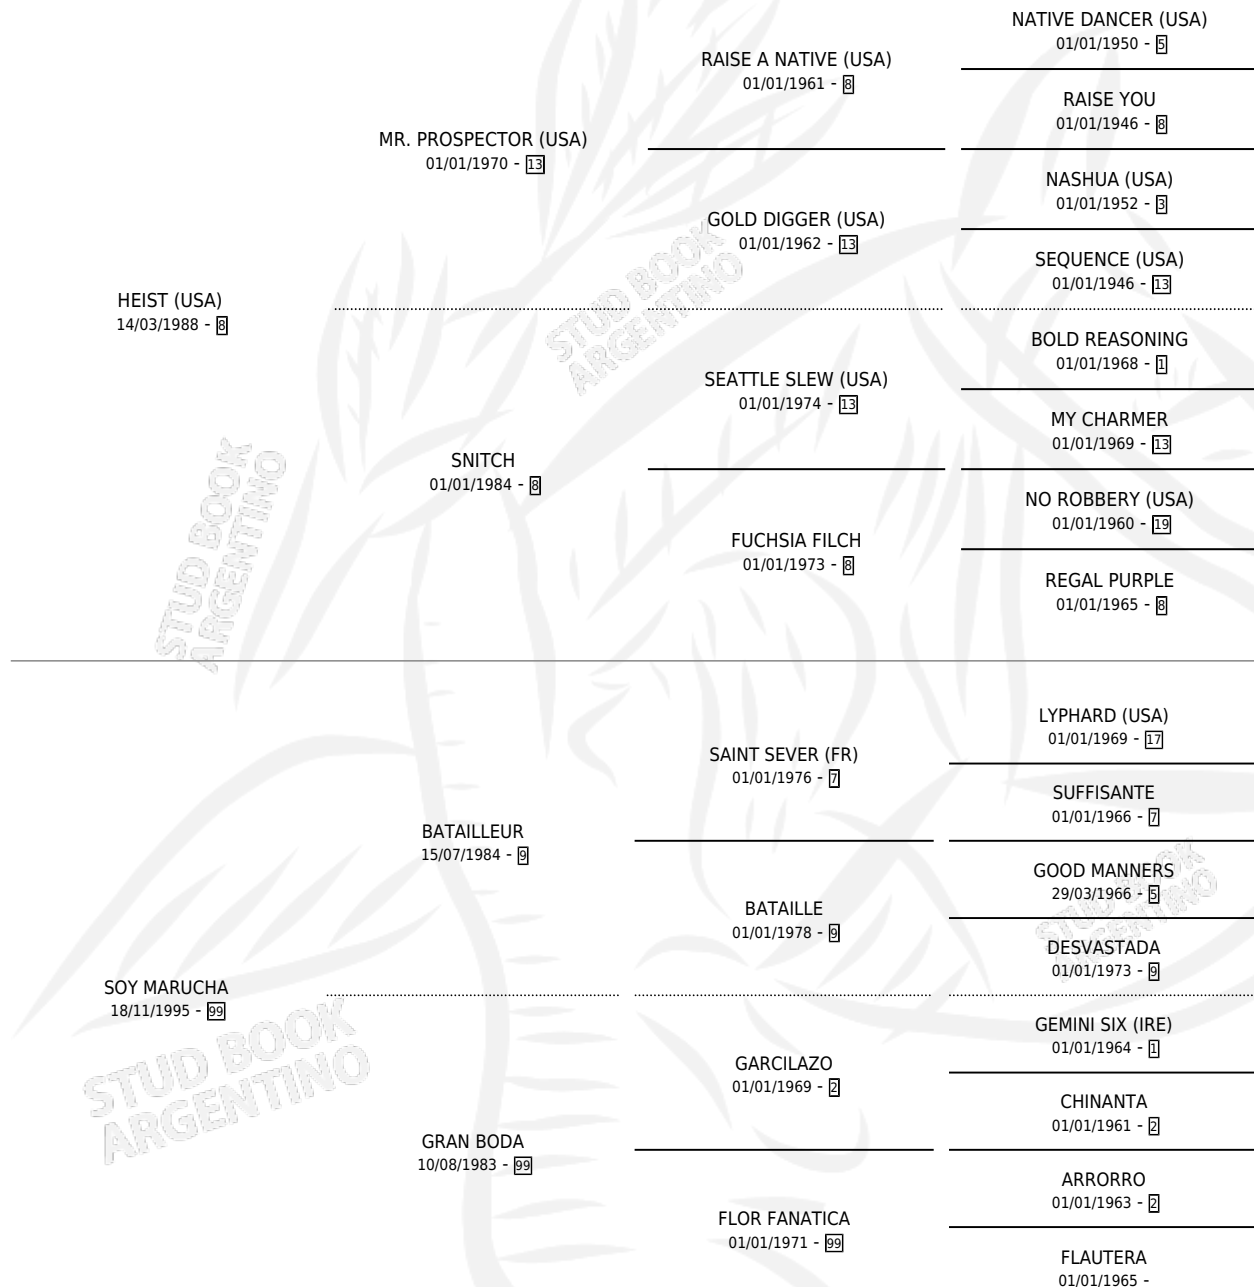 NATIVE DANCER (USA)
01/01/1950 - 5
RAISE A NATIVE (USA)
01/01/1961 - 8
RAISE YOU
01/01/1946 - 8
MR. PROSPECTOR (USA)
01/01/1970 - 13
NASHUA (USA)
01/01/1952 - 3
GOLD DIGGER (USA)
01/01/1962 - 13
SEQUENCE (USA)
01/01/1946 - 13
HEIST (USA)
14/03/1988 - 8
BOLD REASONING
01/01/1968 - 1
SEATTLE SLEW (USA)
01/01/1974 - 13
MY CHARMER
01/01/1969 - 13
SNITCH
01/01/1984 - 8
NO ROBBERY (USA)
01/01/1960 - 19
FUCHSIA FILCH
01/01/1973 - 8
REGAL PURPLE
01/01/1965 - 8
LYPHARD (USA)
01/01/1969 - 17
SAINT SEVER (FR)
01/01/1976 - 7
SUFFISANTE
01/01/1966 - 7
BATAILLEUR
15/07/1984 - 9
GOOD MANNERS
29/03/1966 - 5
BATAILLE
01/01/1978 - 9
DESVASTADA
01/01/1973 - 9
SOY MARUCHA
18/11/1995 - 99
GEMINI SIX (IRE)
01/01/1964 - 1
GARCILAZO
01/01/1969 - 2
CHINANTA
01/01/1961 - 2
GRAN BODA
10/08/1983 - 99
ARRORRO
01/01/1963 - 2
FLOR FANATICA
01/01/1971 - 99
FLAUTERA
01/01/1965 -
STUD BOOK
ARGENTINO
STUD BOOK
ARGENTINO
STUD BOOK
ARGENTINO
STUD BOOK
ARGENTINO